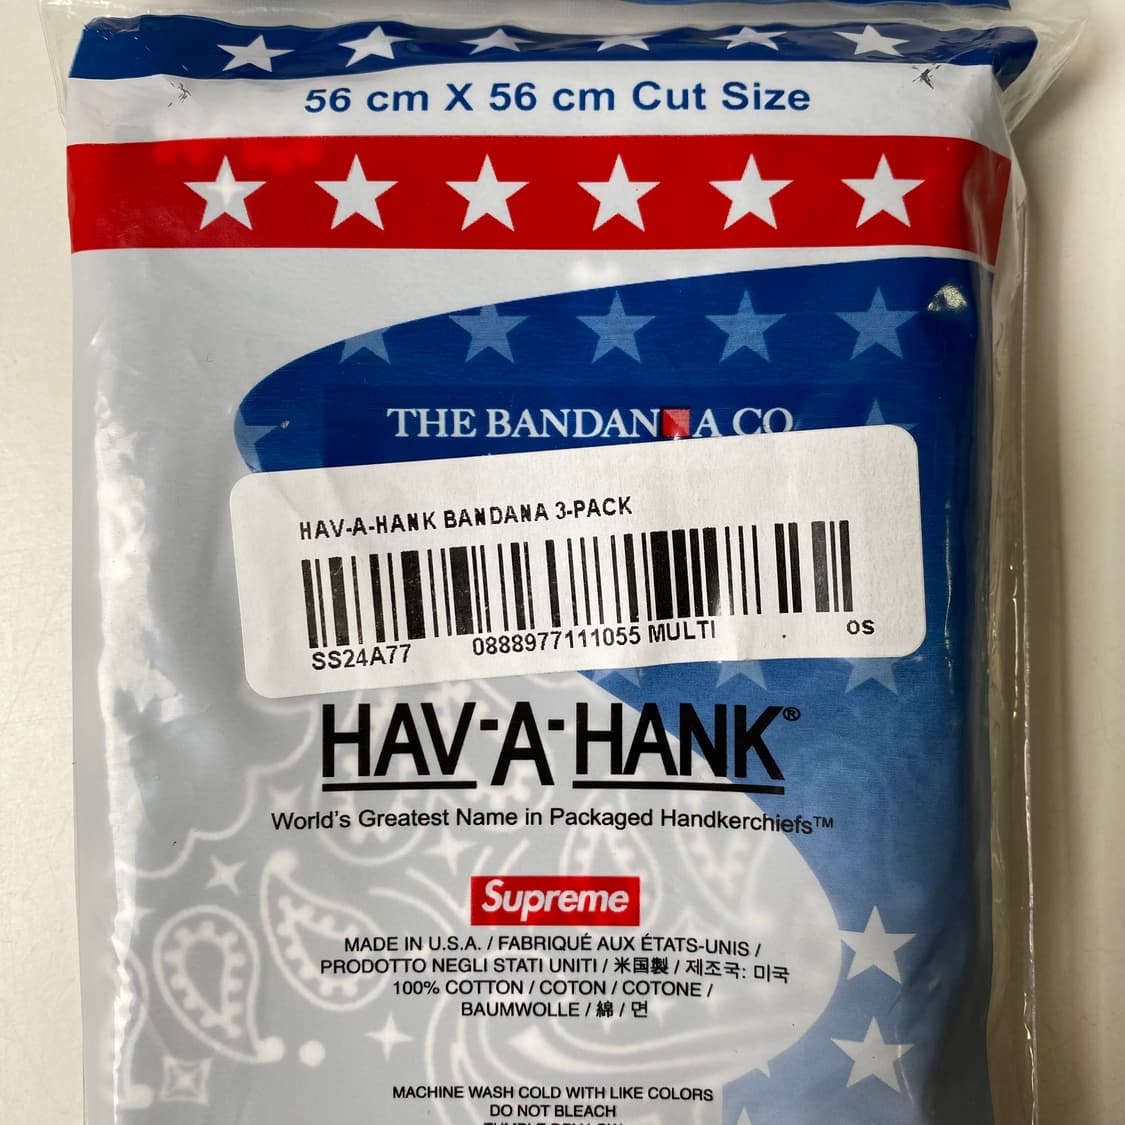 56 cm X 56 cm Cut Size
THE BANDANNA CO
HAV-A-HANK BANDANA 3-PACK
SS24A77 0888977111055 MULTI OS
HAV-A-HANK®
World's Greatest Name in Packaged Handkerchiefs™
Supreme
MADE IN U.S.A. / FABRIQUÉ AUX ÉTATS-UNIS /
PRODOTTO NEGLI STATI UNITI / 米国製 / 제조국: 미국
100% COTTON / COTON / COTONE /
BAUMWOLLE / 綿 / 면
MACHINE WASH COLD WITH LIKE COLORS
DO NOT BLEACH